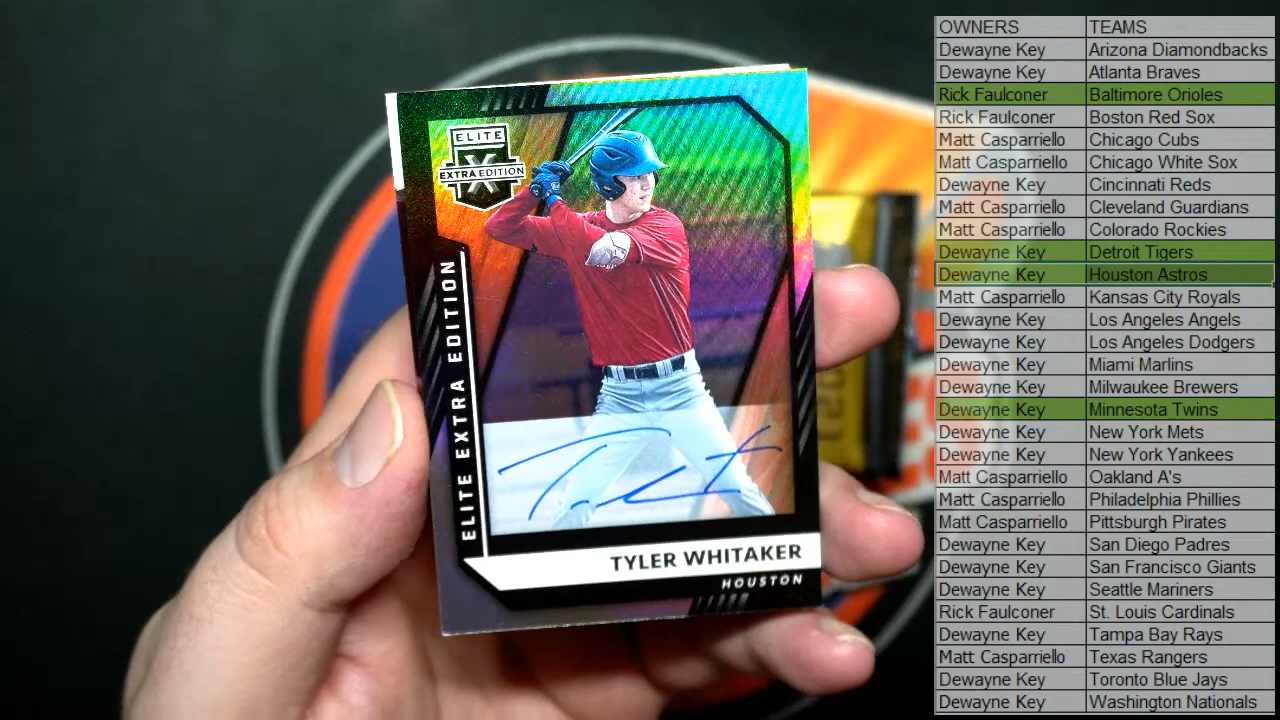 ELITE
X
EXTRA EDITION
ELITE EXTRA EDITION
TYLER WHITAKER
HOUSTON
OWNERS TEAMS
Dewayne Key Arizona Diamondbacks
Dewayne Key Atlanta Braves
Rick Faulconer Baltimore Orioles
Rick Faulconer Boston Red Sox
Matt Casparriello Chicago Cubs
Matt Casparriello Chicago White Sox
Dewayne Key Cincinnati Reds
Matt Casparriello Cleveland Guardians
Matt Casparriello Colorado Rockies
Dewayne Key Detroit Tigers
Dewayne Key Houston Astros
Matt Casparriello Kansas City Royals
Dewayne Key Los Angeles Angels
Dewayne Key Los Angeles Dodgers
Dewayne Key Miami Marlins
Dewayne Key Milwaukee Brewers
Dewayne Key Minnesota Twins
Dewayne Key New York Mets
Dewayne Key New York Yankees
Matt Casparriello Oakland A's
Matt Casparriello Philadelphia Phillies
Matt Casparriello Pittsburgh Pirates
Dewayne Key San Diego Padres
Dewayne Key San Francisco Giants
Dewayne Key Seattle Mariners
Rick Faulconer St. Louis Cardinals
Dewayne Key Tampa Bay Rays
Matt Casparriello Texas Rangers
Dewayne Key Toronto Blue Jays
Dewayne Key Washington Nationals